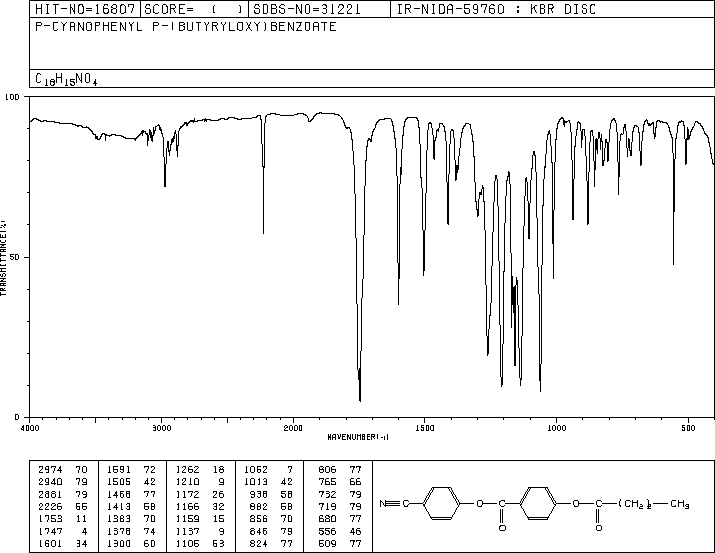 HIT-NO=16807 SCORE= ( ) SDBS-NO=31221 IR-NIDA-59760 : KBR DISC
P-CYANOPHENYL P-(BUTYRYLOXY)BENZOATE
C18H15NO4
100
50
0
TRANSMITTANCE(%)
4000 3000 2000 1500 1000 500
WAVENUMBER(-1)
2974 70 1591 72 1262 18 1062 7 806 77
2940 79 1505 42 1210 9 1013 42 765 66
2881 79 1468 77 1172 26 938 58 732 79
2226 55 1413 58 1166 32 882 58 719 79
1753 11 1383 70 1159 15 856 70 680 77
1747 4 1378 74 1137 9 846 79 556 46
1601 34 1300 60 1105 53 824 77 509 77
N C O C O C (CH2)2 CH3
O O